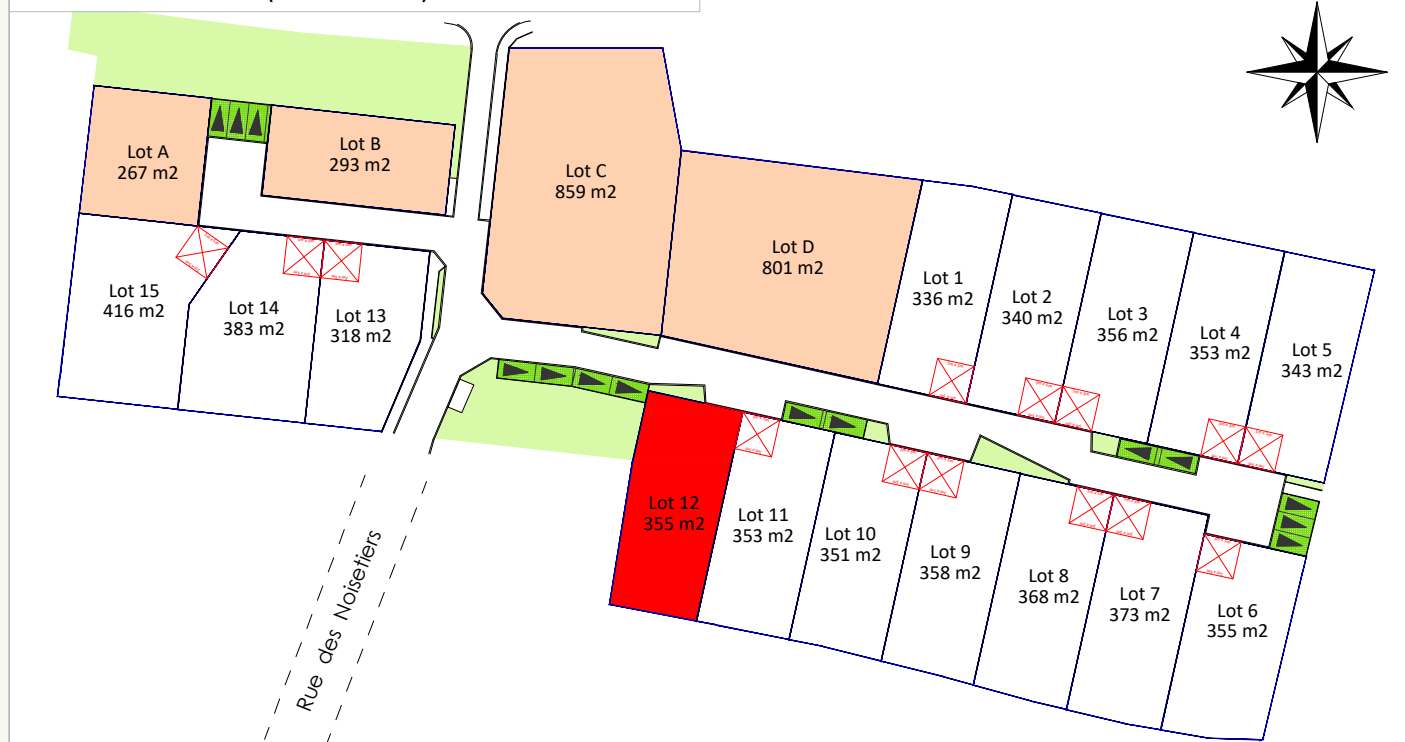 Lot A
267 m2
Lot B
293 m2
Lot C
859 m2
Lot D
801 m2
Lot 1
336 m2
Lot 2
340 m2
Lot 3
356 m2
Lot 4
353 m2
Lot 5
343 m2
Lot 15
416 m2
Lot 14
383 m2
Lot 13
318 m2
Lot 12
355 m2
Lot 11
353 m2
Lot 10
351 m2
Lot 9
358 m2
Lot 8
368 m2
Lot 7
373 m2
Lot 6
355 m2
Rue des Noisetiers